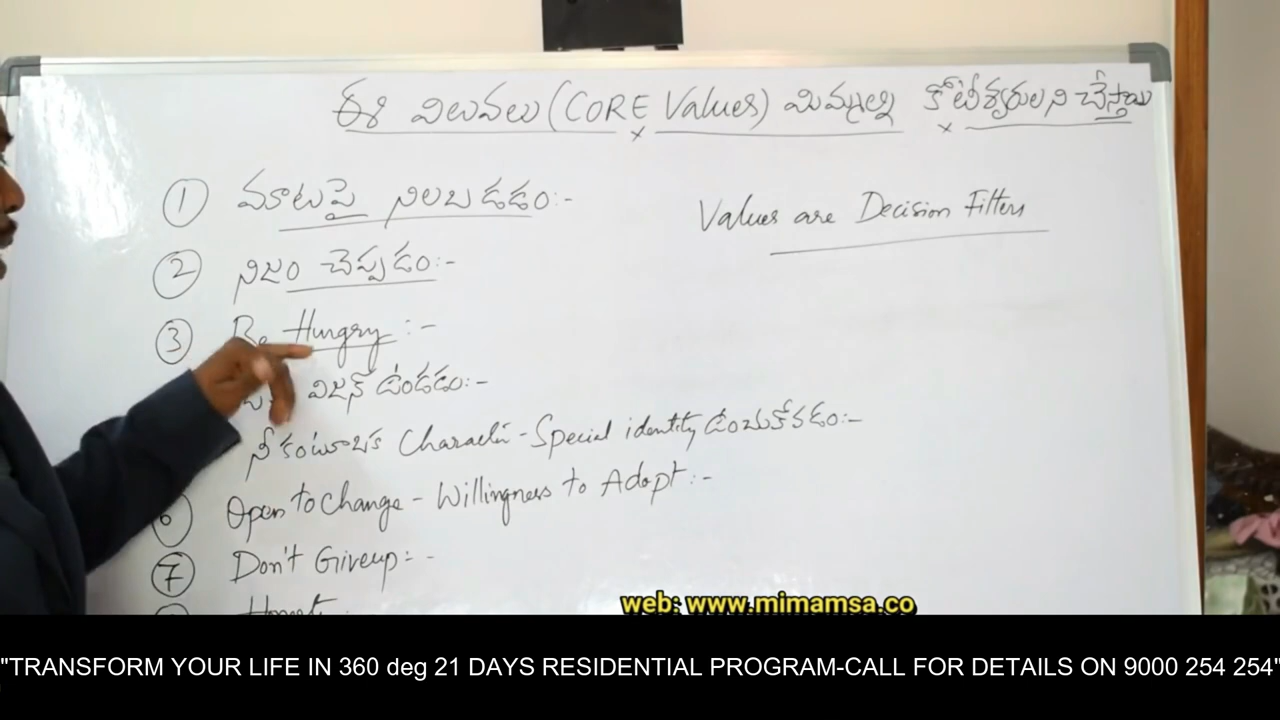 ఈ విలువలు (CORE Values) మిమ్మల్ని కోటీశ్వరులని చేస్తాయి
① మాటపై నిలబడడం:-
Values are Decision Filters
② నిజం చెప్పడం:-
③ Be Hungry :-
విజన్ ఉండడం:-
నీకంటూ ఒక Character - Special identity ఉంచుకోవడం:-
6 Open to change - Willingness to Adopt :-
⑦ Don't Giveup :-
web: www.mimamsa.co
"TRANSFORM YOUR LIFE IN 360 deg 21 DAYS RESIDENTIAL PROGRAM-CALL FOR DETAILS ON 9000 254 254"